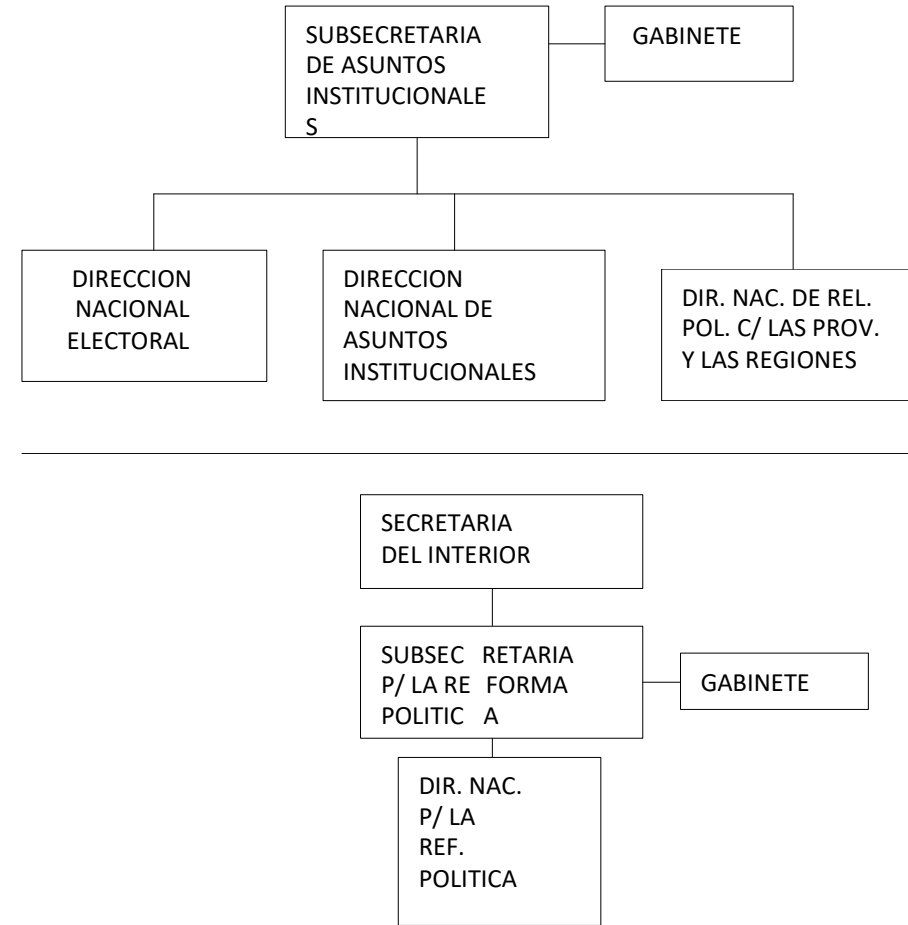 SUBSECRETARIA
DE ASUNTOS
INSTITUCIONALE
S
GABINETE
DIRECCION
NACIONAL
ELECTORAL
DIRECCION
NACIONAL DE
ASUNTOS
INSTITUCIONALES
DIR. NAC. DE REL.
POL. C/ LAS PROV.
Y LAS REGIONES
SECRETARIA
DEL INTERIOR
SUBSEC RETARIA
P/ LA RE FORMA
POLITIC A
GABINETE
DIR. NAC.
P/ LA
REF.
POLITICA